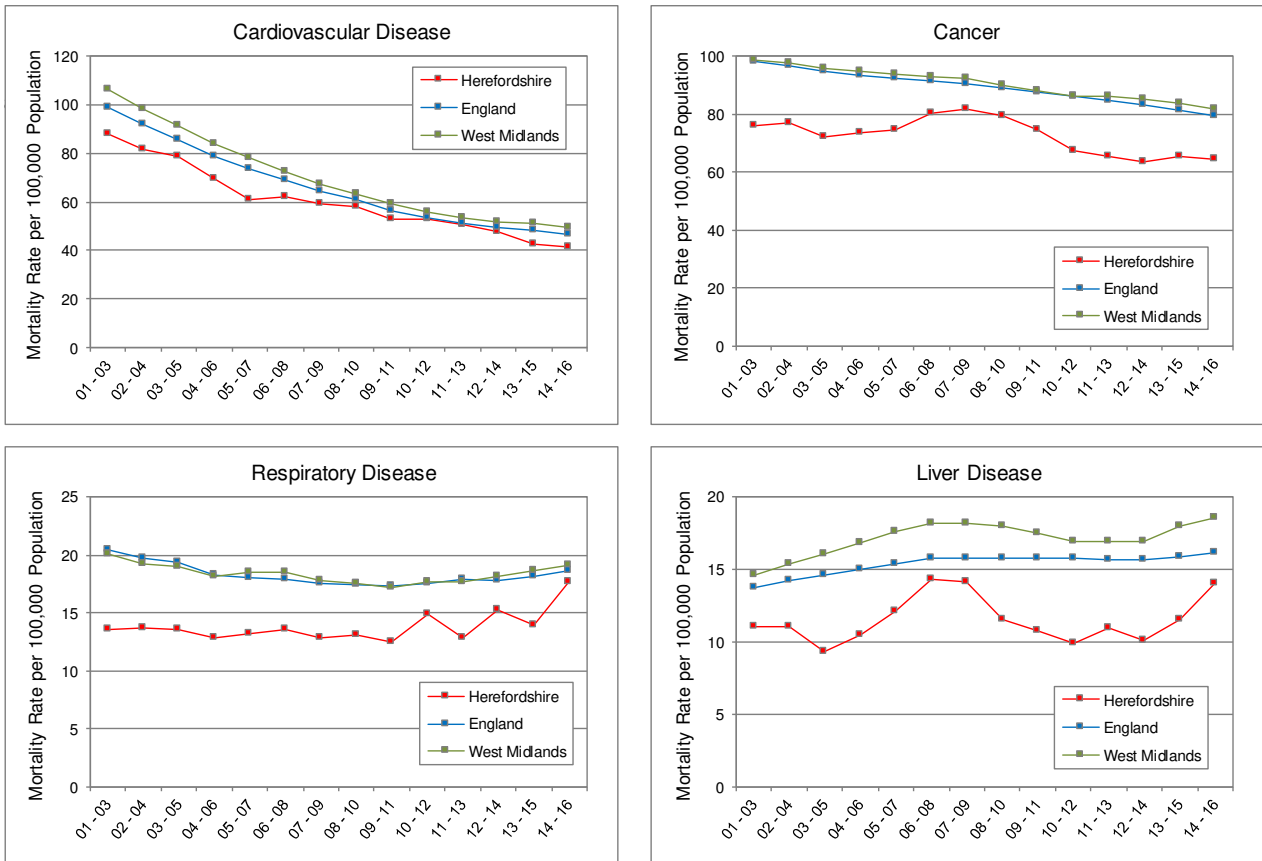 Cardiovascular Disease
Mortality Rate per 100,000 Population
120
100
80
60
40
20
0
Herefordshire
England
West Midlands
01 - 03
02 - 04
03 - 05
04 - 06
05 - 07
06 - 08
07 - 09
08 - 10
09 - 11
10 - 12
11 - 13
12 - 14
13 - 15
14 - 16
Cancer
Mortality Rate per 100,000 Population
100
80
60
40
20
0
Herefordshire
England
West Midlands
01 - 03
02 - 04
03 - 05
04 - 06
05 - 07
06 - 08
07 - 09
08 - 10
09 - 11
10 - 12
11 - 13
12 - 14
13 - 15
14 - 16
Respiratory Disease
Mortality Rate per 100,000 Population
25
20
15
10
5
0
Herefordshire
England
West Midlands
01 - 03
02 - 04
03 - 05
04 - 06
05 - 07
06 - 08
07 - 09
08 - 10
09 - 11
10 - 12
11 - 13
12 - 14
13 - 15
14 - 16
Liver Disease
Mortality Rate per 100,000 Population
20
15
10
5
0
Herefordshire
England
West Midlands
01 - 03
02 - 04
03 - 05
04 - 06
05 - 07
06 - 08
07 - 09
08 - 10
09 - 11
10 - 12
11 - 13
12 - 14
13 - 15
14 - 16